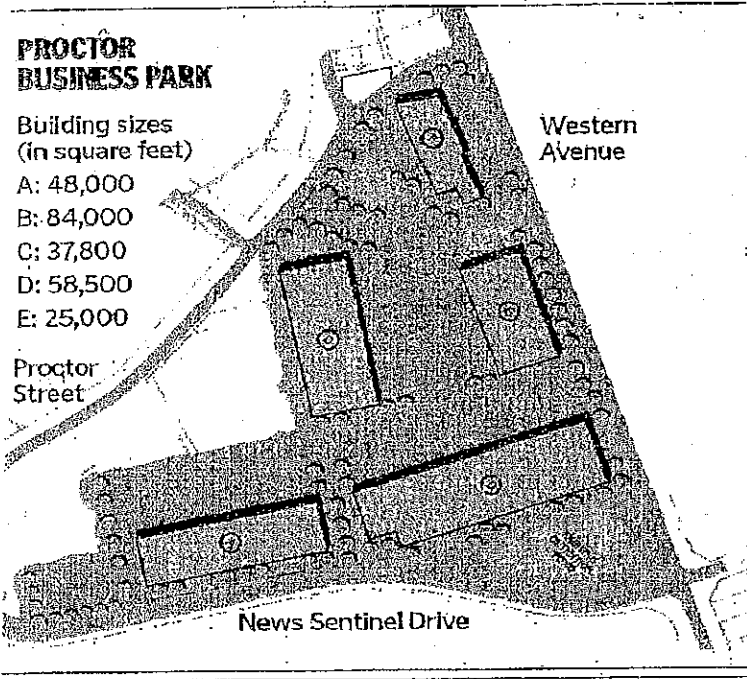 PROCTOR
BUSINESS PARK
Building sizes
(in square feet)
A: 48,000
B: 84,000
C: 37,800
D: 58,500
E: 25,000
Western
Avenue
Proctor
Street
News Sentinel Drive